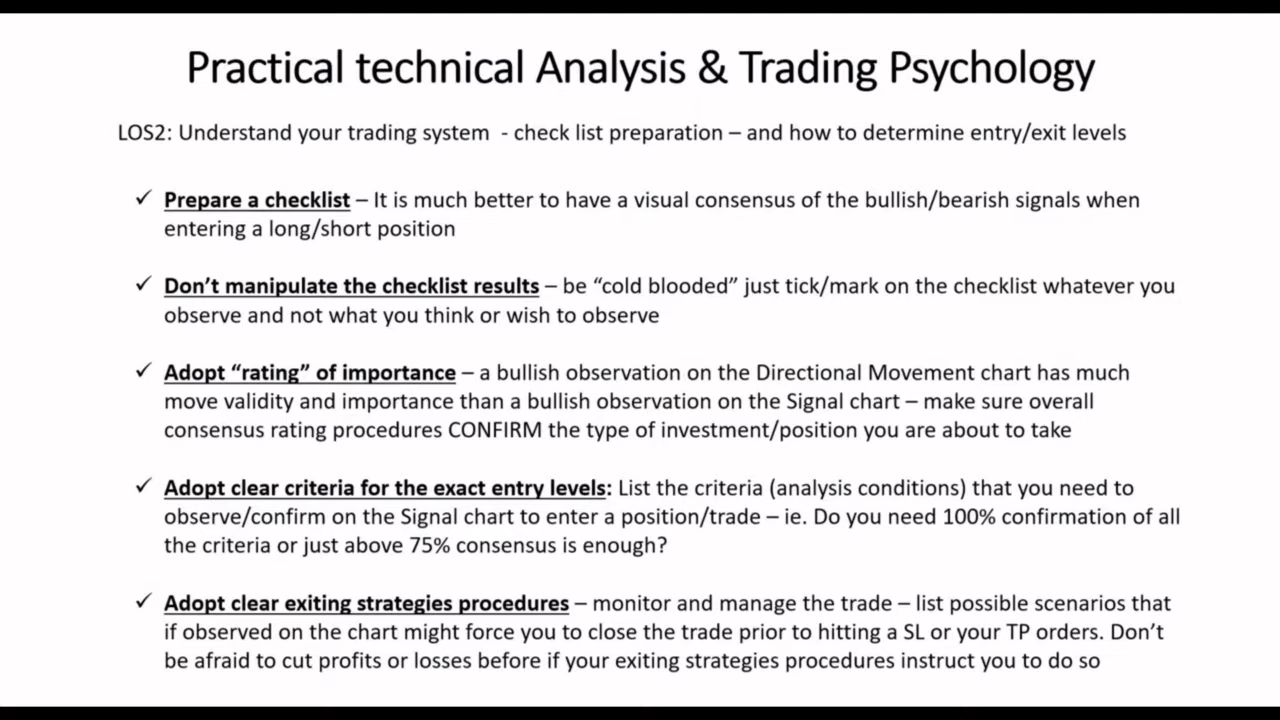 Practical technical Analysis & Trading Psychology
LOS2: Understand your trading system - check list preparation – and how to determine entry/exit levels
✓ Prepare a checklist – It is much better to have a visual consensus of the bullish/bearish signals when
entering a long/short position
✓ Don't manipulate the checklist results – be “cold blooded” just tick/mark on the checklist whatever you
observe and not what you think or wish to observe
✓ Adopt “rating” of importance – a bullish observation on the Directional Movement chart has much
move validity and importance than a bullish observation on the Signal chart – make sure overall
consensus rating procedures CONFIRM the type of investment/position you are about to take
✓ Adopt clear criteria for the exact entry levels: List the criteria (analysis conditions) that you need to
observe/confirm on the Signal chart to enter a position/trade – ie. Do you need 100% confirmation of all
the criteria or just above 75% consensus is enough?
✓ Adopt clear exiting strategies procedures – monitor and manage the trade – list possible scenarios that
if observed on the chart might force you to close the trade prior to hitting a SL or your TP orders. Don't
be afraid to cut profits or losses before if your exiting strategies procedures instruct you to do so